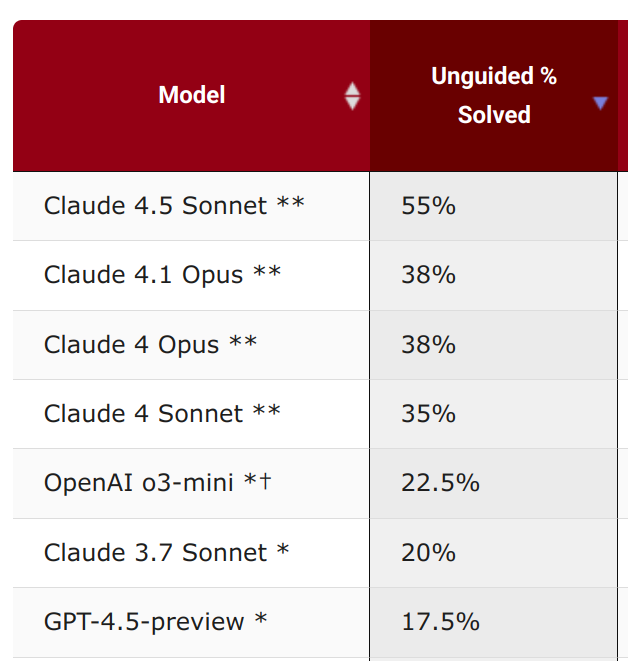 Model
Unguided %
Solved
Claude 4.5 Sonnet **
55%
Claude 4.1 Opus **
38%
Claude 4 Opus **
38%
Claude 4 Sonnet **
35%
OpenAI o3-mini *†
22.5%
Claude 3.7 Sonnet *
20%
GPT-4.5-preview *
17.5%